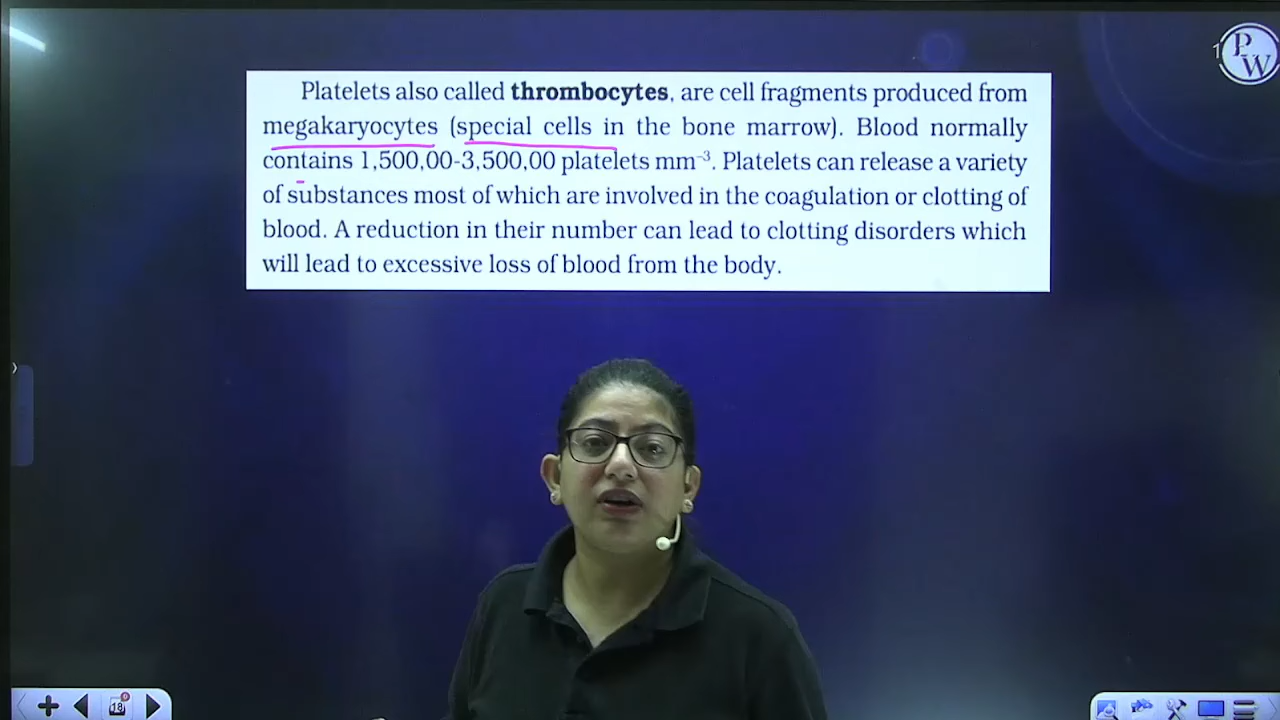 PW
Platelets also called thrombocytes, are cell fragments produced from
megakaryocytes (special cells in the bone marrow). Blood normally
contains 1,500,00-3,500,00 platelets mm⁻³. Platelets can release a variety
of substances most of which are involved in the coagulation or clotting of
blood. A reduction in their number can lead to clotting disorders which
will lead to excessive loss of blood from the body.
18